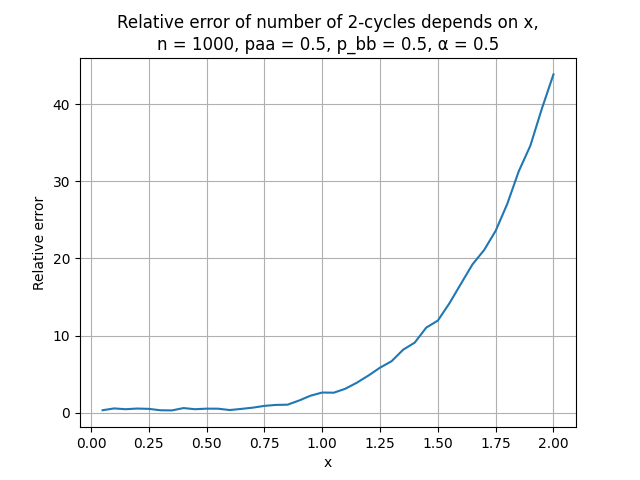 Relative error of number of 2-cycles depends on x,
n = 1000, paa = 0.5, p_bb = 0.5, α = 0.5
40
30
20
10
0
Relative error
0.00 0.25 0.50 0.75 1.00 1.25 1.50 1.75 2.00
x